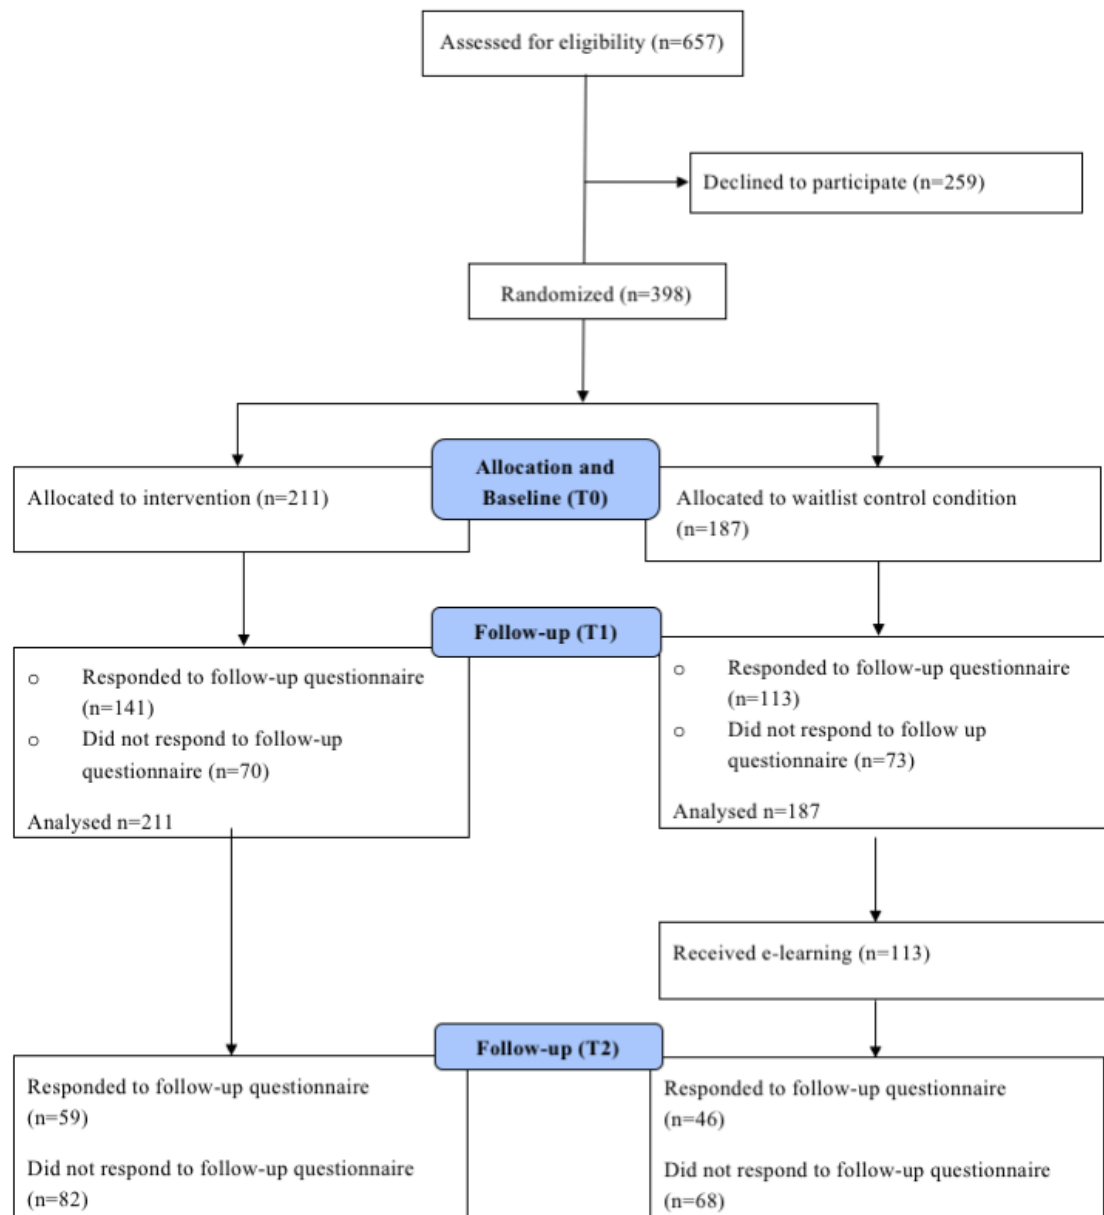 Assessed for eligibility (n=657)
Declined to participate (n=259)
Randomized (n=398)
Allocation and
Baseline (T0)
Allocated to intervention (n=211)
Allocated to waitlist control condition
(n=187)
Follow-up (T1)
o Responded to follow-up questionnaire
(n=141)
o Did not respond to follow-up
questionnaire (n=70)
Analysed n=211
o Responded to follow-up questionnaire
(n=113)
o Did not respond to follow up
questionnaire (n=73)
Analysed n=187
Received e-learning (n=113)
Follow-up (T2)
Responded to follow-up questionnaire
(n=59)
Did not respond to follow-up questionnaire
(n=82)
Responded to follow-up questionnaire
(n=46)
Did not respond to follow-up questionnaire
(n=68)